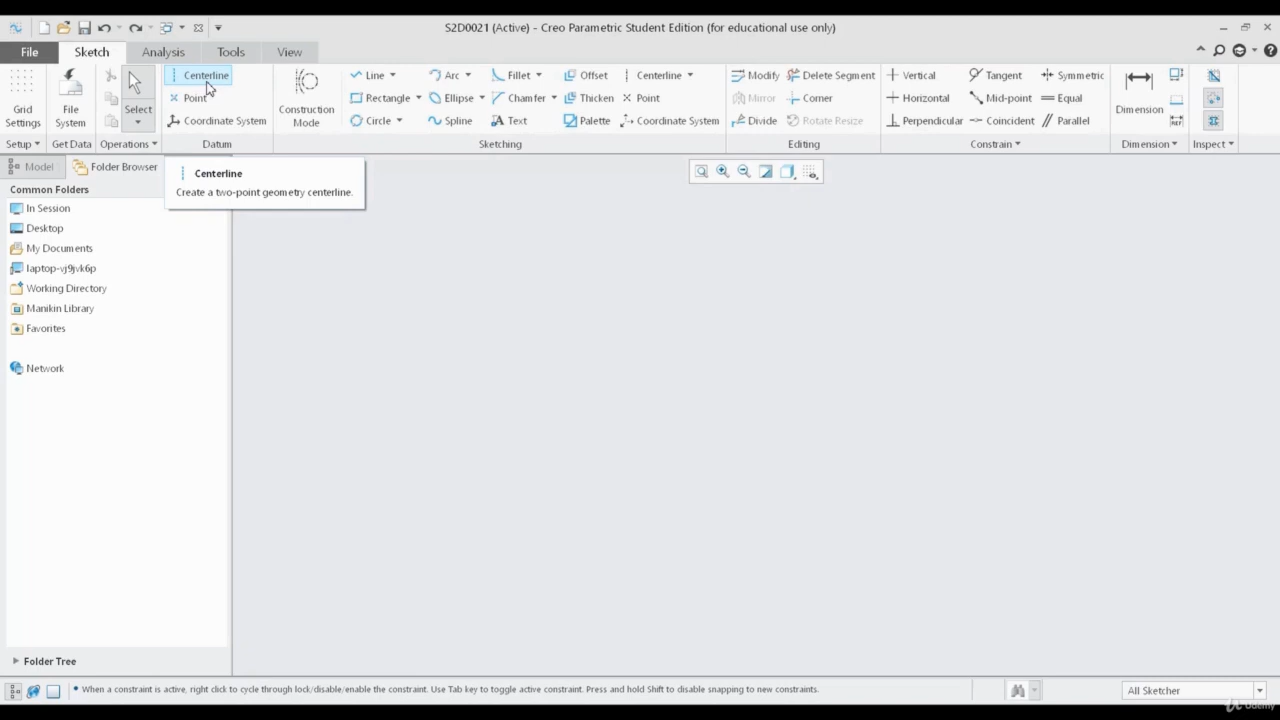 S2D0021 (Active) - Creo Parametric Student Edition (for educational use only)
File Sketch Analysis Tools View
Centerline Line Arc Fillet Offset Centerline Modify Delete Segment Vertical Tangent Symmetric
Point Rectangle Ellipse Chamfer Thicken Point Mirror Corner Horizontal Mid-point Equal
Coordinate System Circle Spline Text Palette Coordinate System Divide Rotate Resize Perpendicular Coincident Parallel
Grid Settings File System Select Construction Mode Dimension REF
Setup Get Data Operations Datum Sketching Editing Constrain Dimension Inspect
Model Folder Browser
Centerline
Create a two-point geometry centerline.
Common Folders
In Session
Desktop
My Documents
laptop-vj9jvk6p
Working Directory
Manikin Library
Favorites
Network
Folder Tree
• When a constraint is active, right click to cycle through lock/disable/enable the constraint. Use Tab key to toggle active constraint. Press and hold Shift to disable snapping to new constraints.
All Sketcher
Udemy